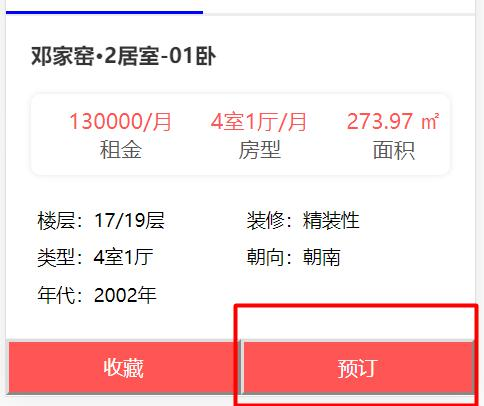 邓家窑•2居室-01卧
130000/月 4室1厅/月 273.97 ㎡
租金 房型 面积
楼层：17/19层 装修：精装性
类型：4室1厅 朝向：朝南
年代：2002年
收藏 预订